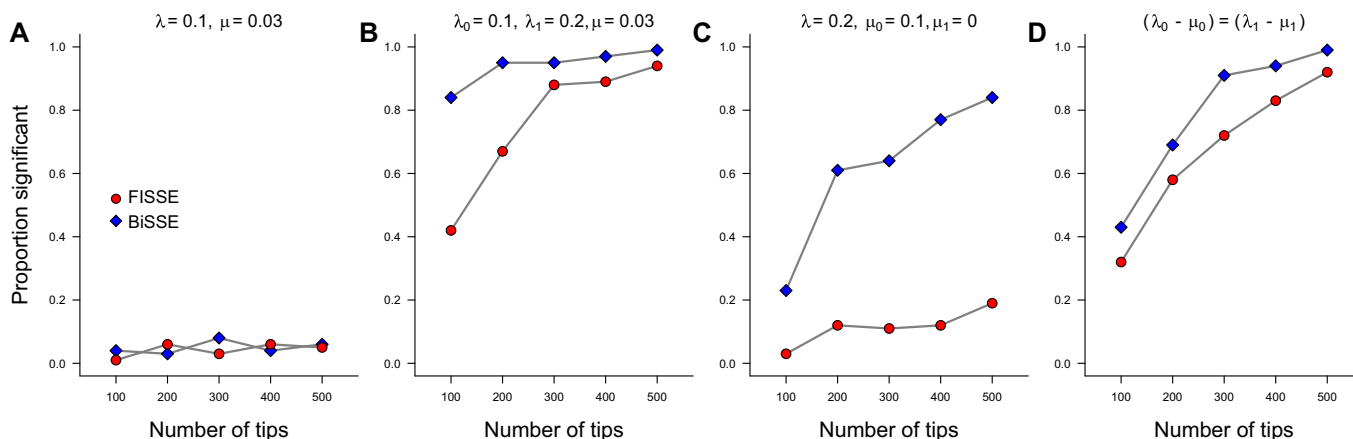 A
λ = 0.1, μ = 0.03
Proportion significant
1.0
0.8
0.6
0.4
0.2
0.0
FISSE
BiSSE
100 200 300 400 500
Number of tips
B
λ0 = 0.1, λ1 = 0.2, μ = 0.03
1.0
0.8
0.6
0.4
0.2
0.0
100 200 300 400 500
Number of tips
C
λ = 0.2, μ0 = 0.1, μ1 = 0
1.0
0.8
0.6
0.4
0.2
0.0
100 200 300 400 500
Number of tips
D
(λ0 - μ0) = (λ1 - μ1)
1.0
0.8
0.6
0.4
0.2
0.0
100 200 300 400 500
Number of tips